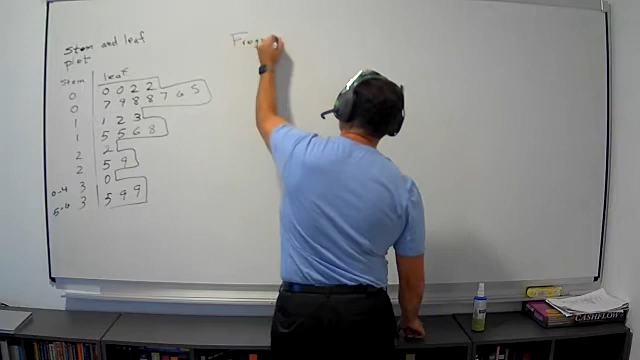 Stem and leaf
plot
Frequ
Stem leaf
0 0 0 2 2
0 7 9 8 8 7 6 5
1 1 2 3
1 5 5 6 8
2 2
2 5 9
0-4 3 0
5-9 3 5 9 9
CASHFLOWS